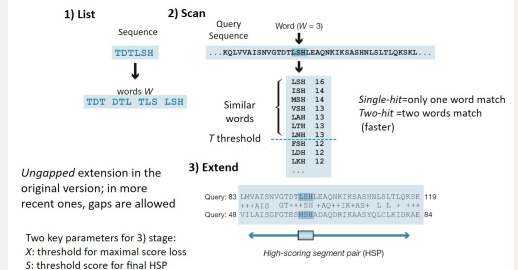 1) List
Sequence
TDTLSH
words W
TDT DTL TLS LSH
2) Scan
Query
Sequence
Word (W = 3)
...KQLVVAISNVGTDTLSHLEAQNKIKSASHNLSLTLQKSKL...
Similar
words
T threshold
LSH 16
ISH 14
MSH 14
VSH 13
LAH 13
LTH 13
LNH 13
FSH 12
LDH 12
LKH 12
...
Single-hit=only one word match
Two-hit =two words match
(faster)
Ungapped extension in the
original version; in more
recent ones, gaps are allowed
Two key parameters for 3) stage:
X: threshold for maximal score loss
S: threshold score for final HSP
3) Extend
Query: 83 LMVAISNVGTDTLSHLEAQNKIKSASHNLSLTLQKSK 119
+++AIS GT+++SH +AQ++IK+AS+ L L + +++
Query: 48 VILAISGFGTESMSHADAQDRIKAASYQLCLKIDRAE 84
High-scoring segment pair (HSP)